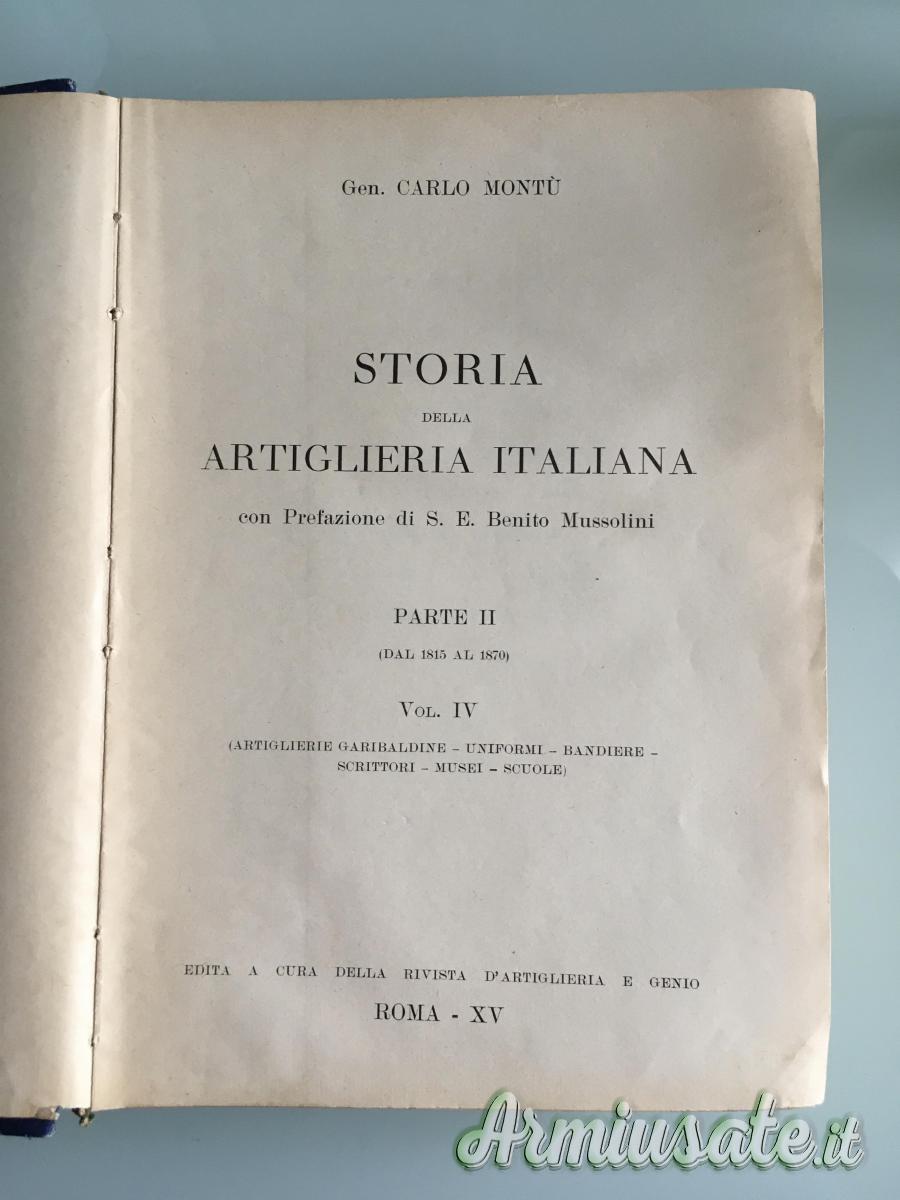 Gen. CARLO MONTÙ
STORIA
DELLA
ARTIGLIERIA ITALIANA
con Prefazione di S. E. Benito Mussolini
PARTE II
(DAL 1815 AL 1870)
VOL. IV
(ARTIGLIERIE GARIBALDINE – UNIFORMI – BANDIERE –
SCRITTORI – MUSEI – SCUOLE)
EDITA A CURA DELLA RIVISTA D'ARTIGLIERIA E GENIO
ROMA - XV
Armiusate.it